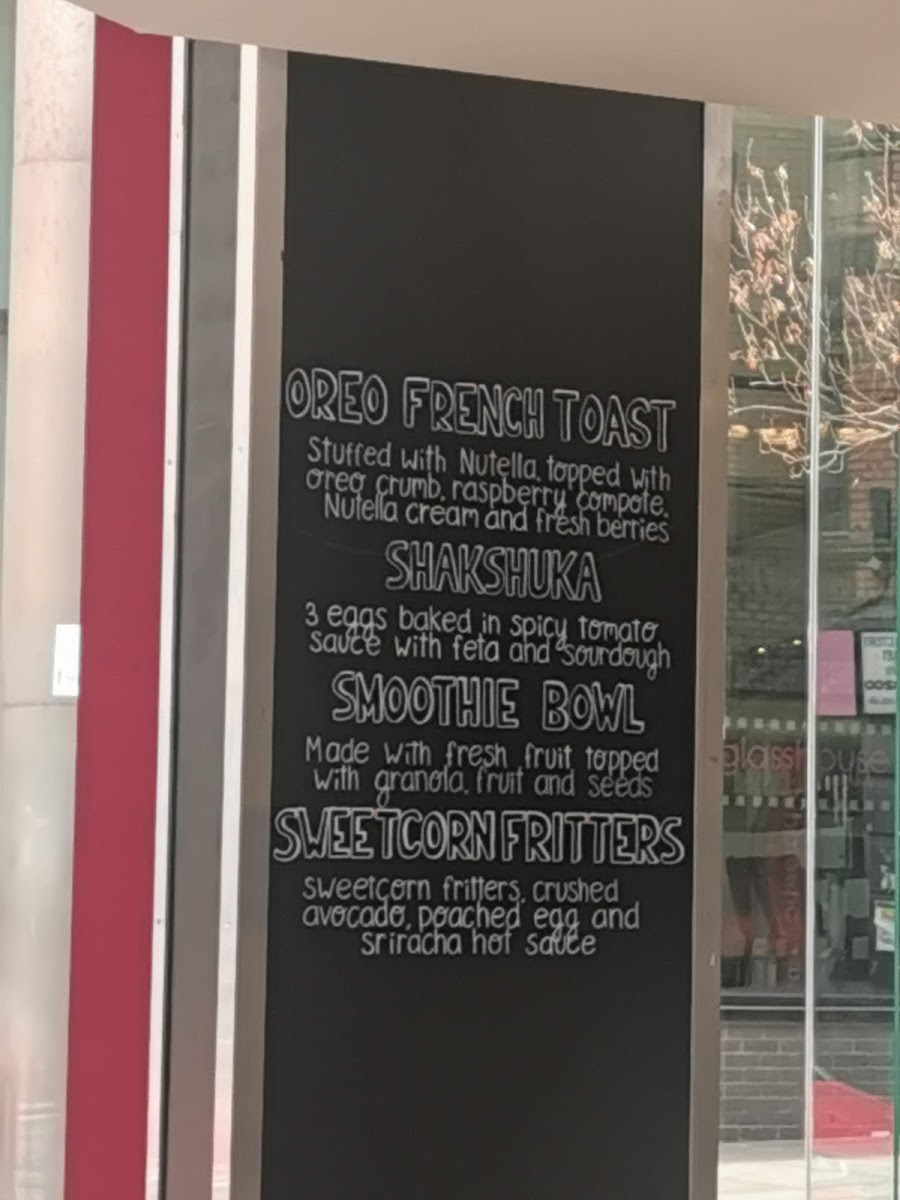 OREO FRENCH TOAST
Stuffed with Nutella, topped with
oreo crumb, raspberry compote,
Nutella cream and fresh berries
SHAKSHUKA
3 eggs baked in spicy tomato
sauce with feta and sourdough
SMOOTHIE BOWL
Made with fresh fruit topped
with granola, fruit and seeds
SWEETCORN FRITTERS
sweetcorn fritters, crushed
avocado, poached egg and
sriracha hot sauce
glasshouse